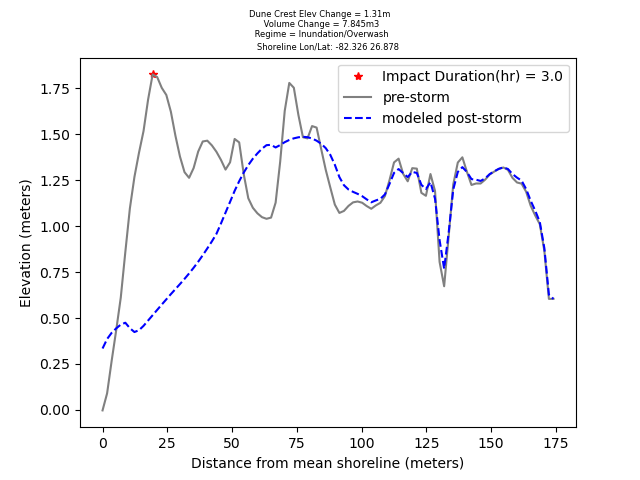 Dune Crest Elev Change = 1.31m
Volume Change = 7.845m3
Regime = Inundation/Overwash
Shoreline Lon/Lat: -82.326 26.878
Impact Duration(hr) = 3.0
pre-storm
modeled post-storm
Elevation (meters)
1.75
1.50
1.25
1.00
0.75
0.50
0.25
0.00
0 25 50 75 100 125 150 175
Distance from mean shoreline (meters)